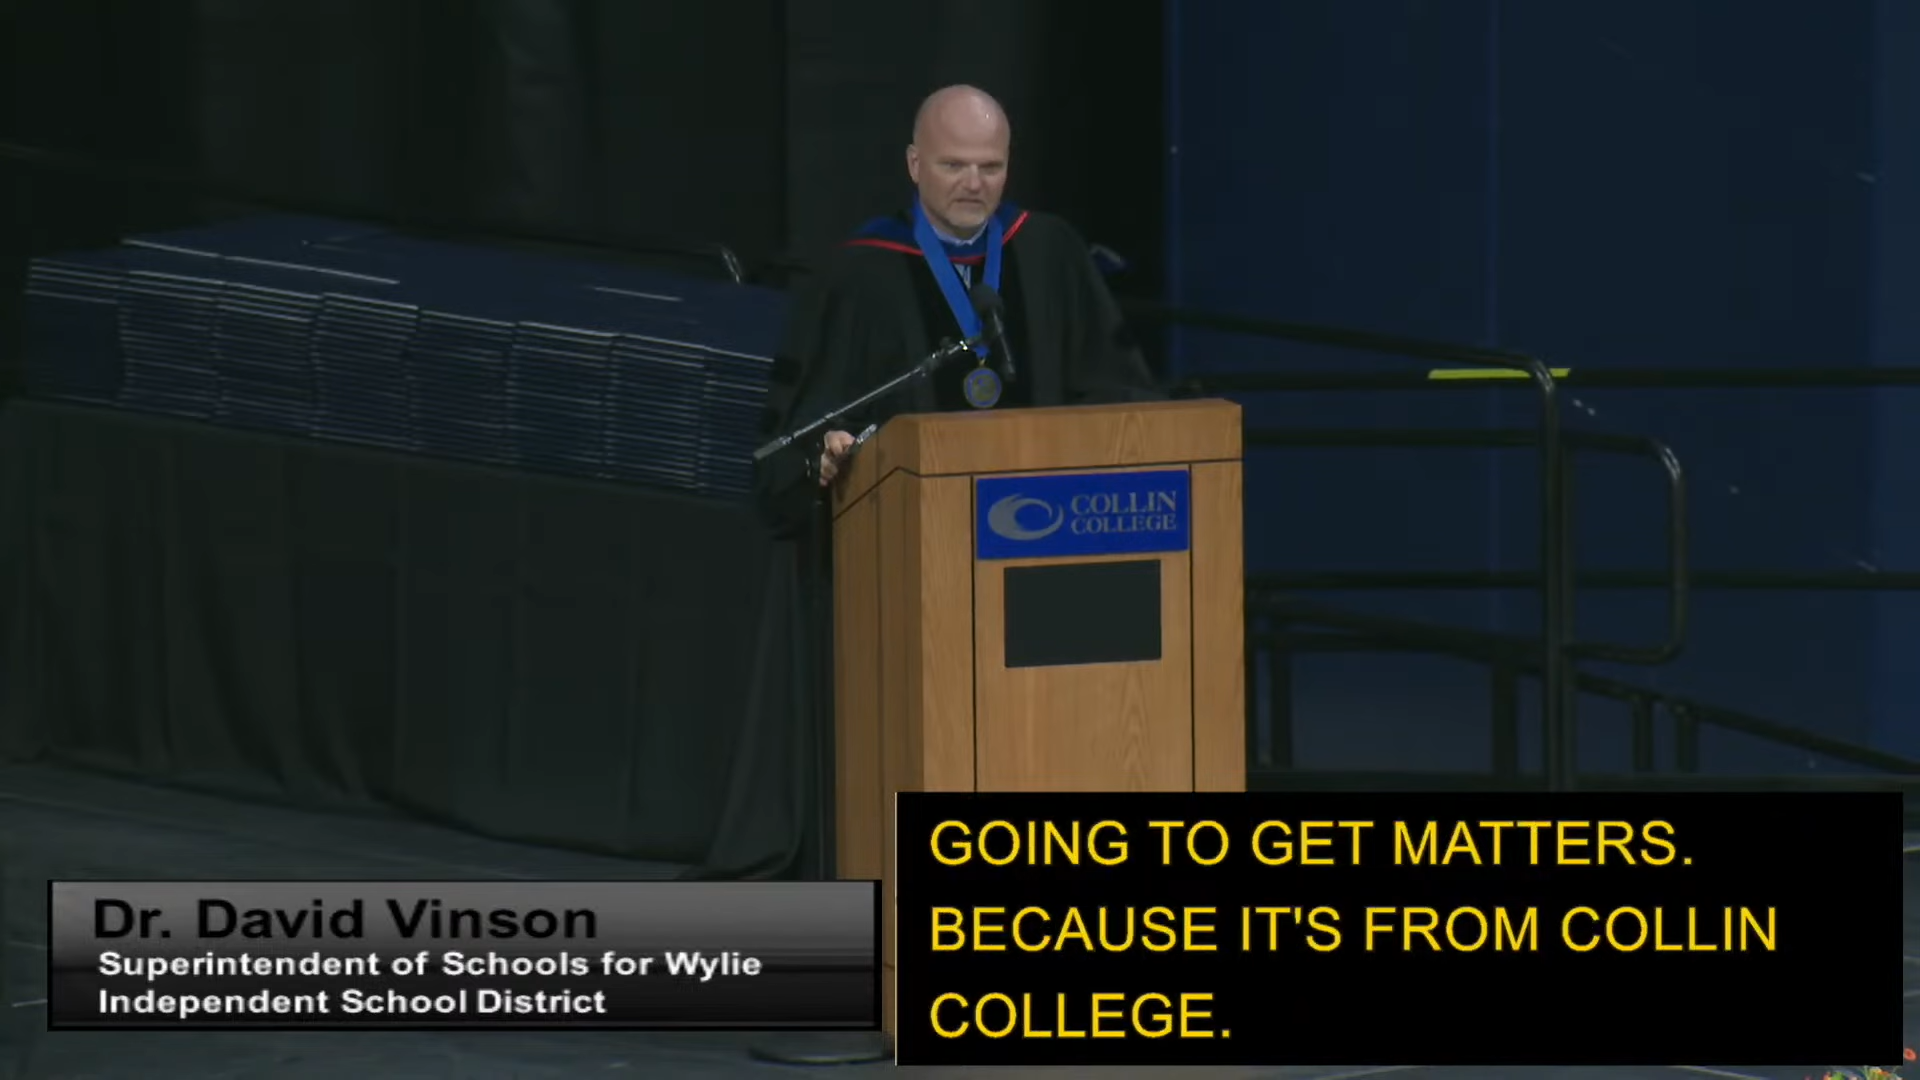 COLLIN
COLLEGE
Dr. David Vinson
Superintendent of Schools for Wylie
Independent School District
GOING TO GET MATTERS.
BECAUSE IT'S FROM COLLIN
COLLEGE.